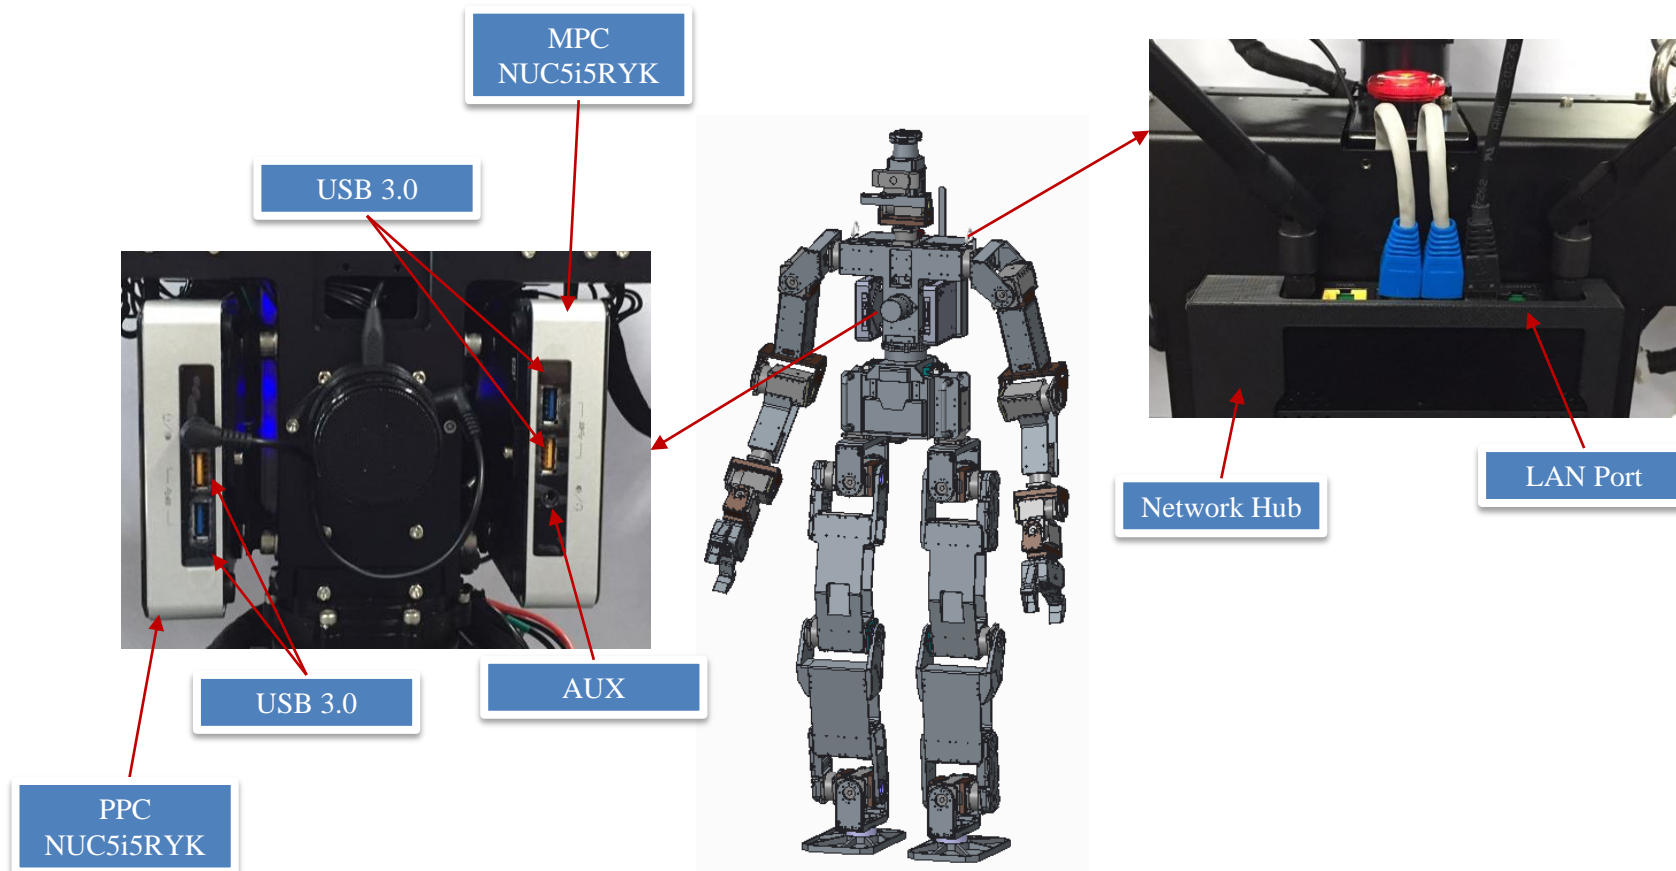 MPC
NUC5i5RYK
USB 3.0
USB 3.0
AUX
PPC
NUC5i5RYK
Network Hub
LAN Port